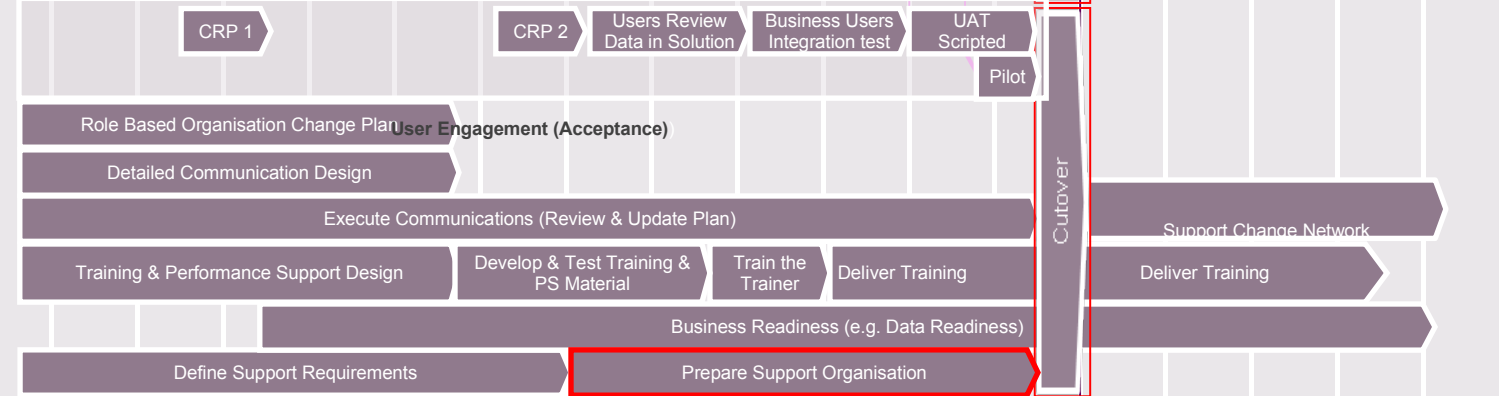 CRP 1
CRP 2
Users Review
Data in Solution
Business Users
Integration test
UAT
Scripted
Pilot
Role Based Organisation Change Plan
User Engagement (Acceptance)
Detailed Communication Design
Execute Communications (Review & Update Plan)
Cutover
Support Change Network
Training & Performance Support Design
Develop & Test Training &
PS Material
Train the
Trainer
Deliver Training
Deliver Training
Business Readiness (e.g. Data Readiness)
Define Support Requirements
Prepare Support Organisation